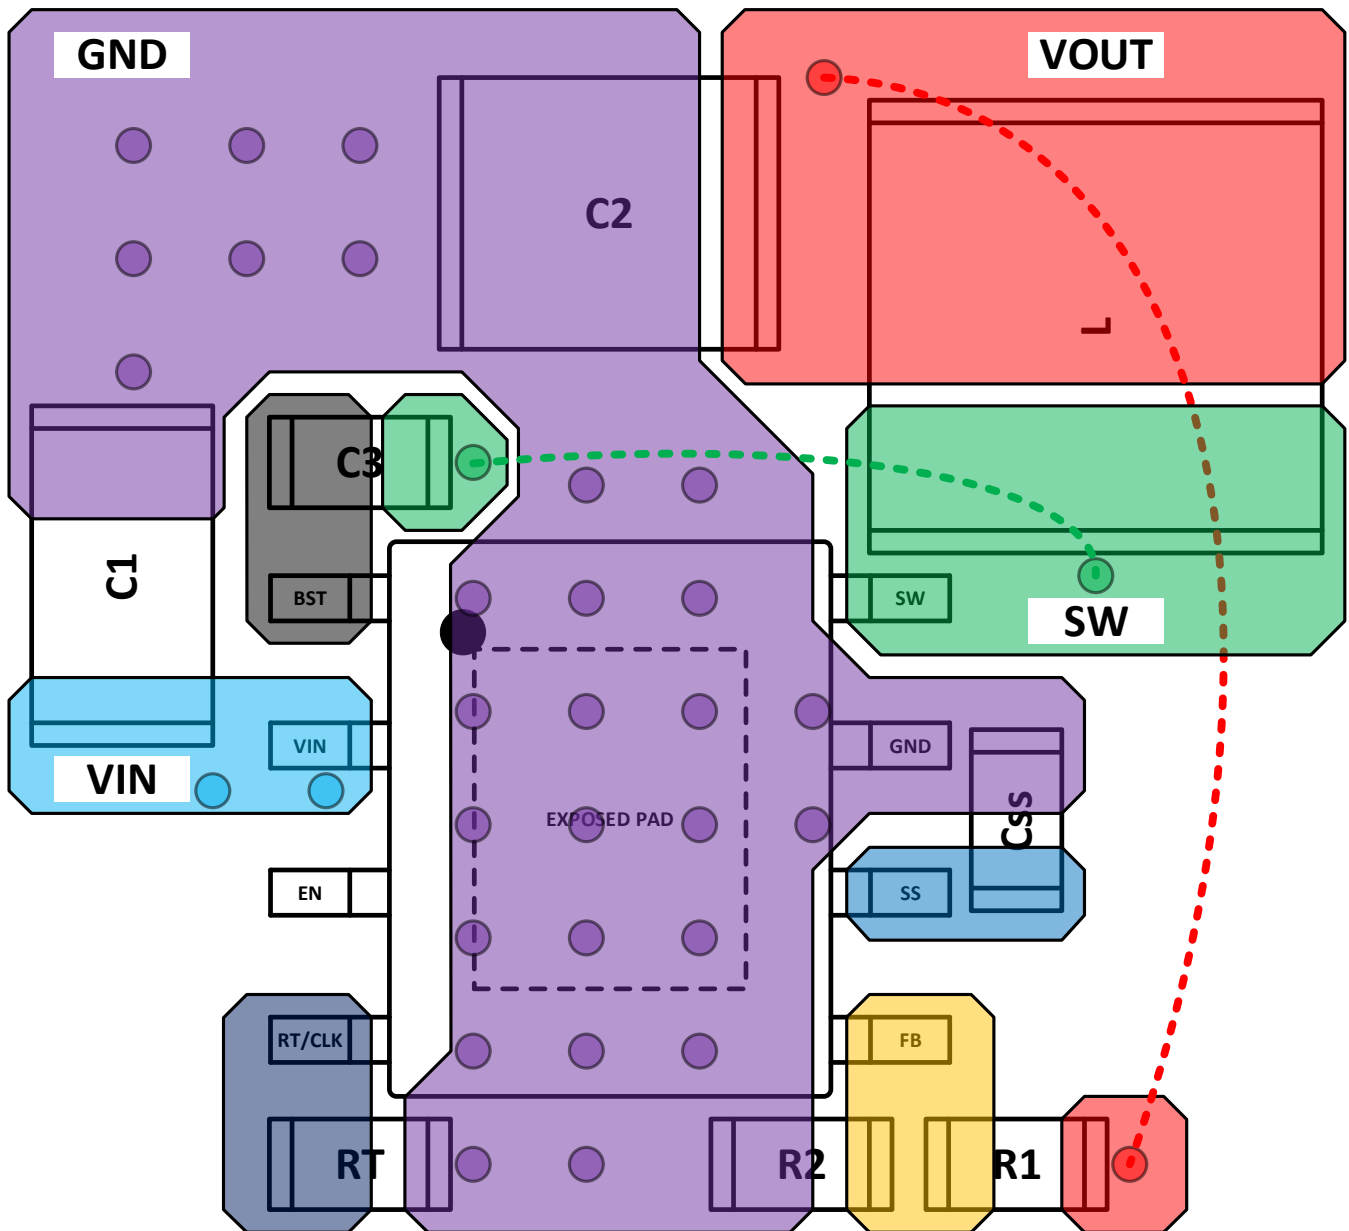 GND
VOUT
C2
L
C3
C1
BST
SW
SW
VIN
GND
VIN
EXPOSED PAD
Css
EN
SS
RT/CLK
FB
RT
R2
R1